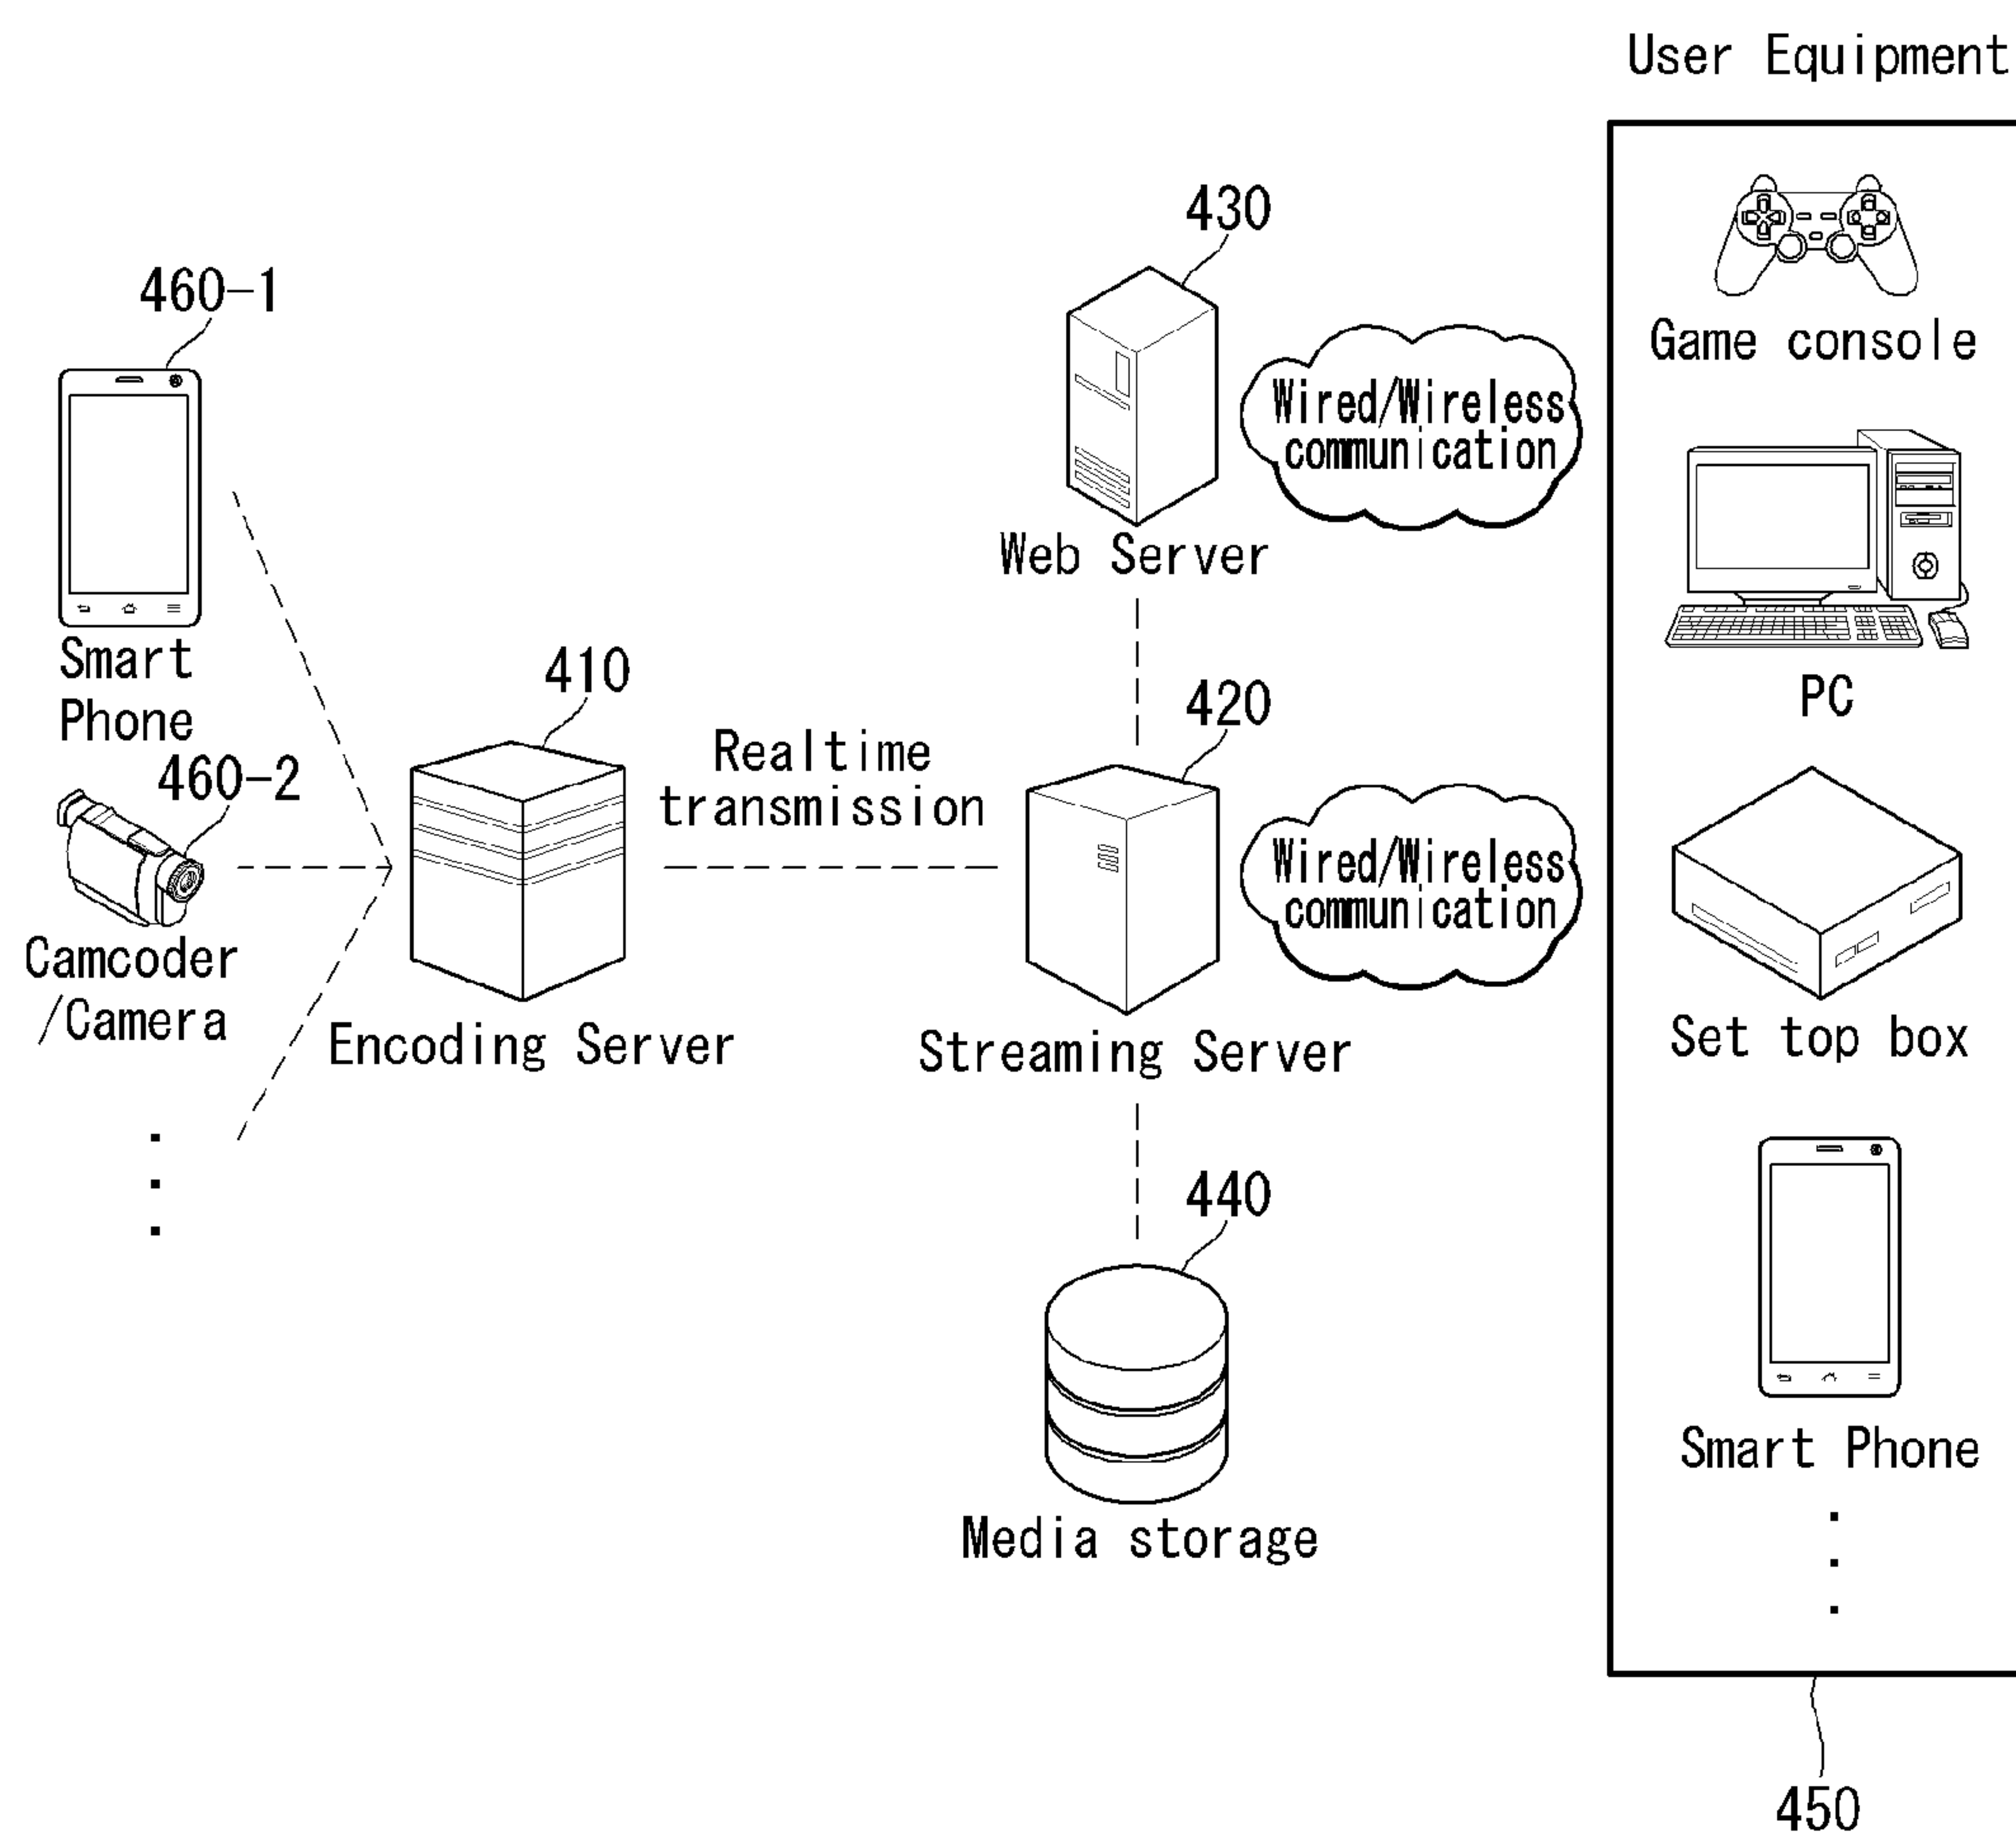 User Equipment
430
460-1
Game console
Wired/Wireless
communication
Web Server
Smart
Phone
410
420
PC
460-2
Realtime
transmission
Wired/Wireless
communication
Camcoder
/Camera
Encoding Server
Streaming Server
Set top box
440
Smart Phone
Media storage
450